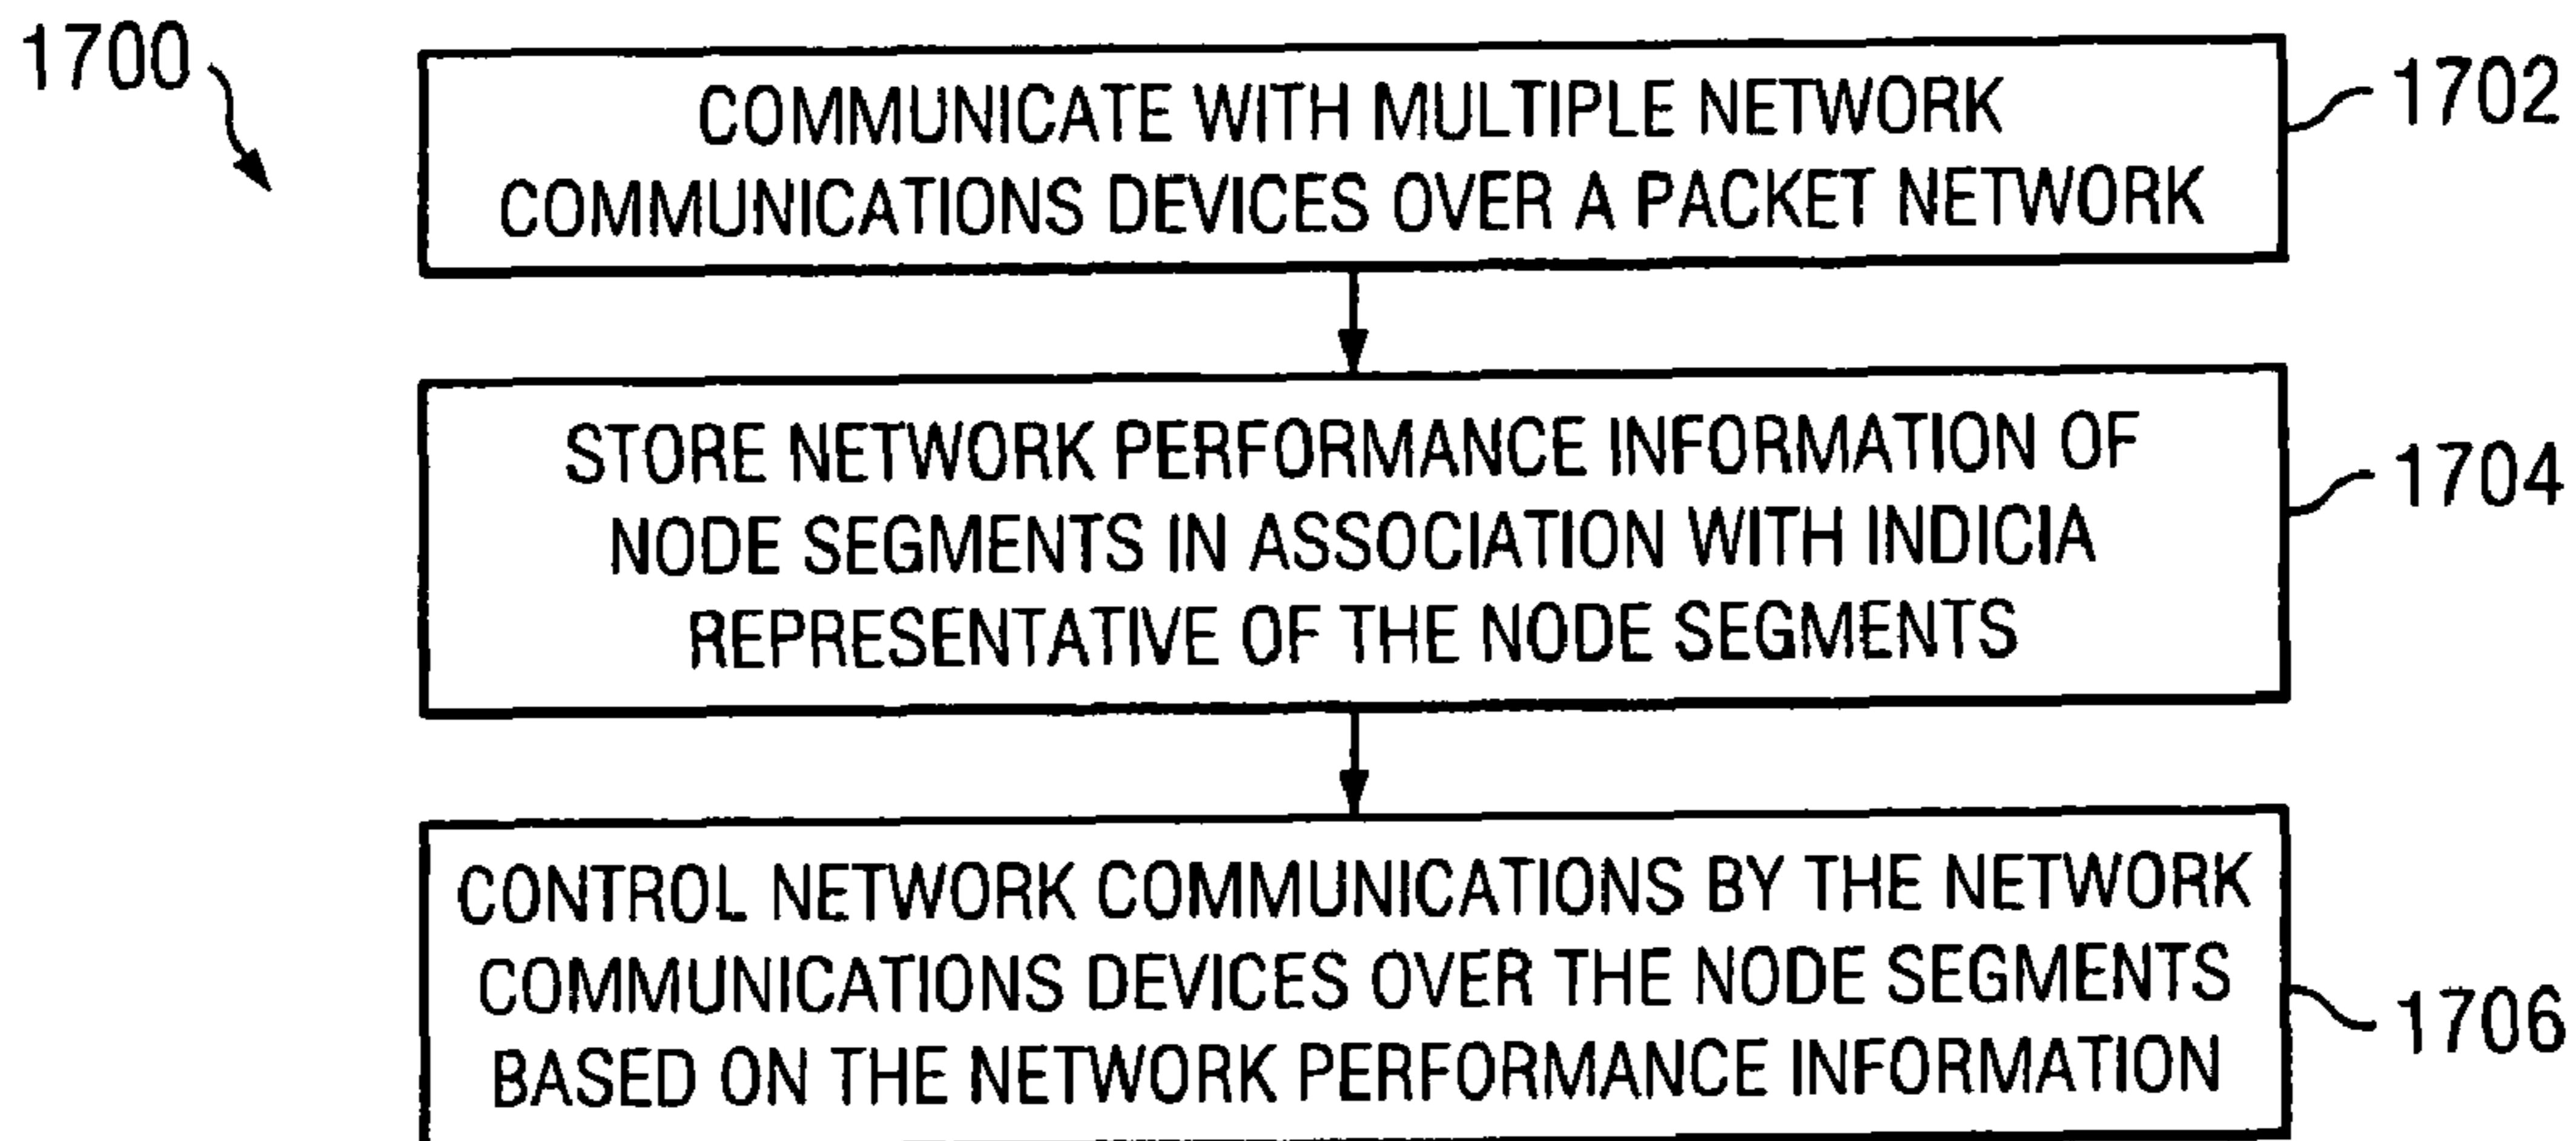 1700
COMMUNICATE WITH MULTIPLE NETWORK
COMMUNICATIONS DEVICES OVER A PACKET NETWORK
1702
STORE NETWORK PERFORMANCE INFORMATION OF
NODE SEGMENTS IN ASSOCIATION WITH INDICIA
REPRESENTATIVE OF THE NODE SEGMENTS
1704
CONTROL NETWORK COMMUNICATIONS BY THE NETWORK
COMMUNICATIONS DEVICES OVER THE NODE SEGMENTS
BASED ON THE NETWORK PERFORMANCE INFORMATION
1706